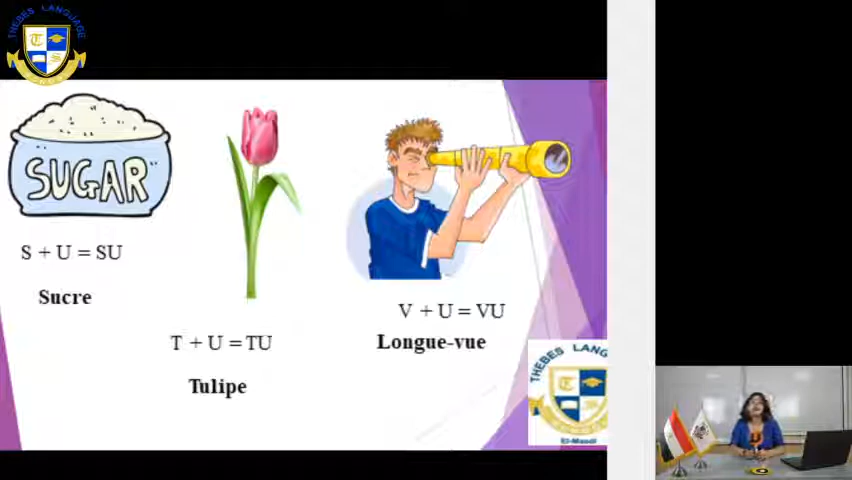 THEBES LANGUAGE
T
S
SUGAR
S + U = SU
Sucre
T + U = TU
Tulipe
V + U = VU
Longue-vue
THEBES LANG
T
S
El-Maadi